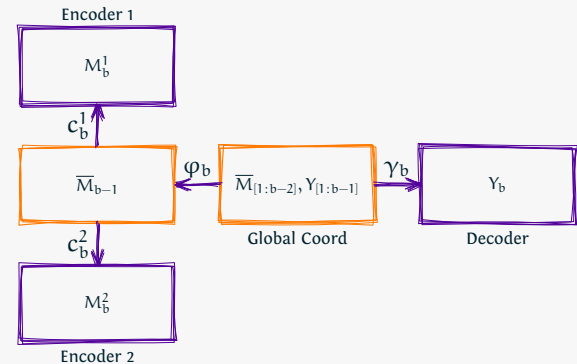 Encoder 1
M_b^1
c_b^1
M̅_{b−1}
φ_b
M̅_{[1:b−2]}, Y_{[1:b−1]}
γ_b
Y_b
Global Coord
Decoder
c_b^2
M_b^2
Encoder 2